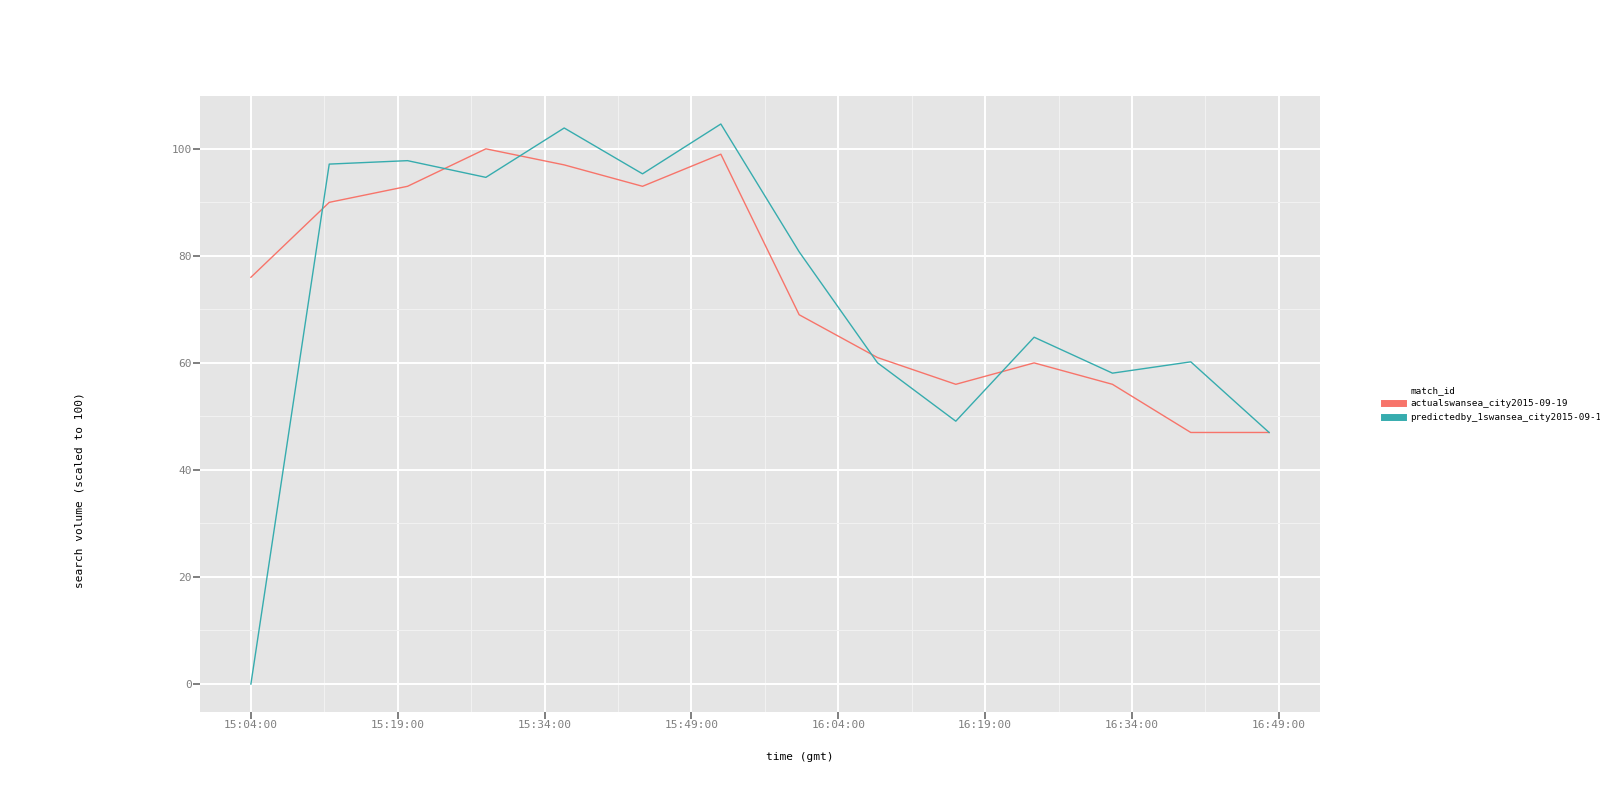 search volume (scaled to 100)
100
80
60
40
20
0
15:04:00 15:19:00 15:34:00 15:49:00 16:04:00 16:19:00 16:34:00 16:49:00
time (gmt)
match_id
actualswansea_city2015-09-19
predictedby_1swansea_city2015-09-1